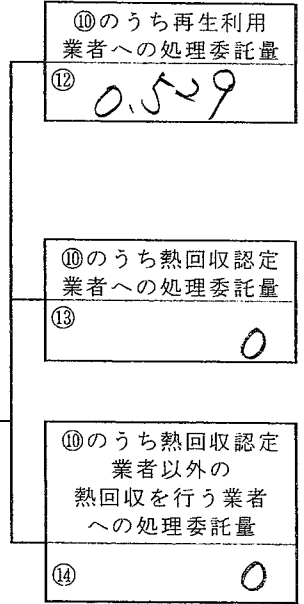 ⑩のうち再生利用
業者への処理委託量
⑫
0.529
⑩のうち熱回収認定
業者への処理委託量
⑬
0
⑩のうち熱回収認定
業者以外の
熱回収を行う業者
への処理委託量
⑭
0